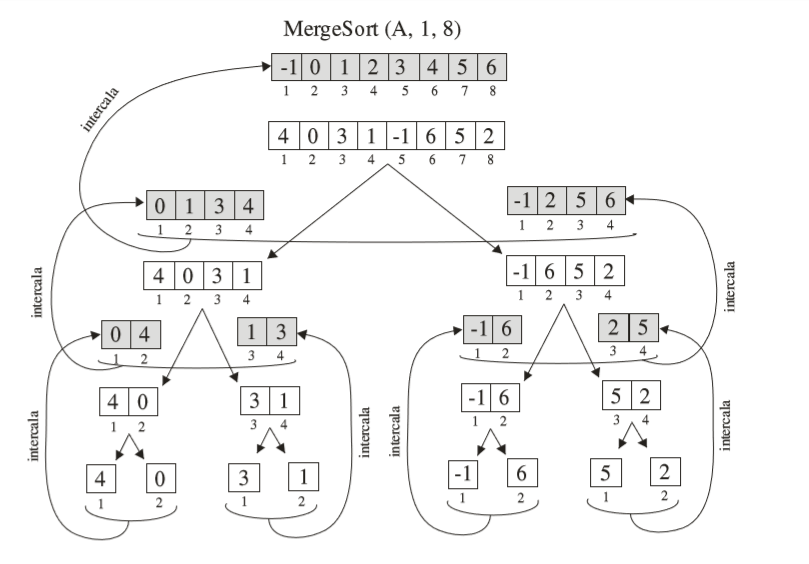 MergeSort (A, 1, 8)
-1 0 1 2 3 4 5 6
1 2 3 4 5 6 7 8
intercala
4 0 3 1 -1 6 5 2
1 2 3 4 5 6 7 8
0 1 3 4
1 2 3 4
-1 2 5 6
1 2 3 4
4 0 3 1
1 2 3 4
-1 6 5 2
1 2 3 4
intercala
intercala
0 4
1 2
1 3
3 4
-1 6
1 2
2 5
3 4
4 0
1 2
3 1
3 4
-1 6
1 2
5 2
3 4
intercala
intercala
intercala
intercala
4
1
0
2
3
1
1
2
-1
1
6
2
5
1
2
2